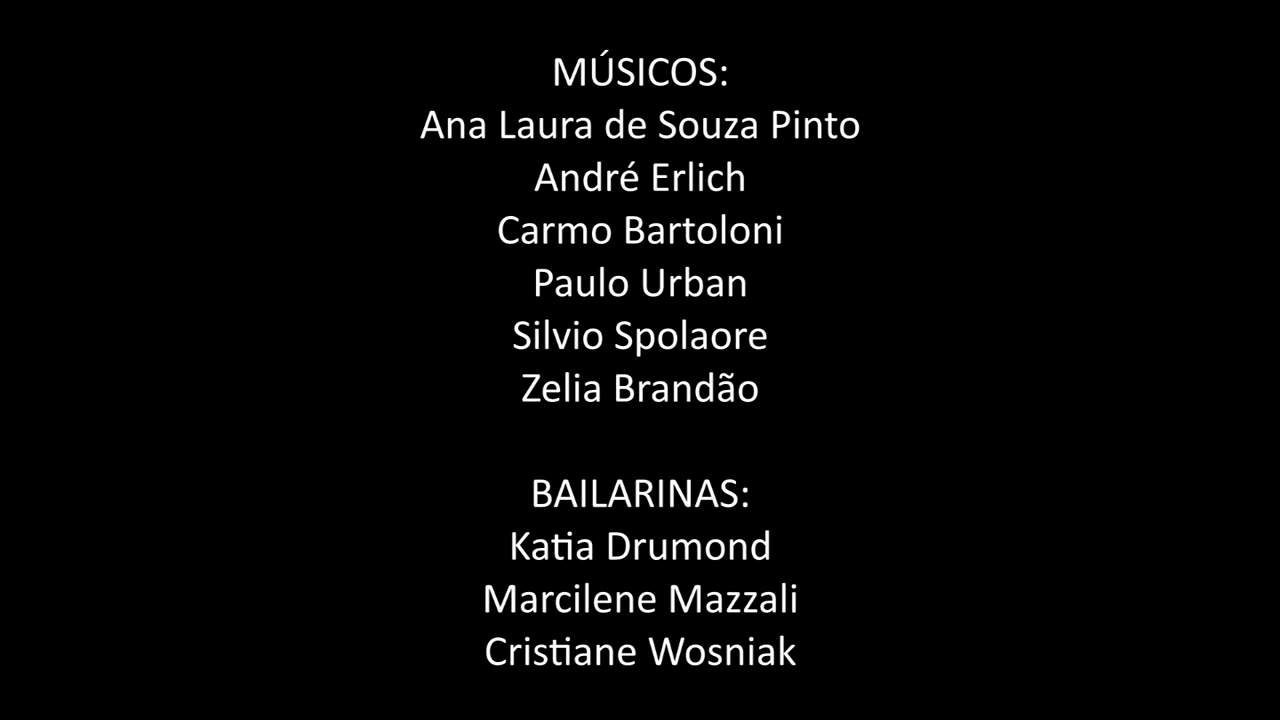 MÚSICOS:
Ana Laura de Souza Pinto
André Erlich
Carmo Bartoloni
Paulo Urban
Silvio Spolaore
Zelia Brandão
BAILARINAS:
Katia Drumond
Marcilene Mazzali
Cristiane Wosniak